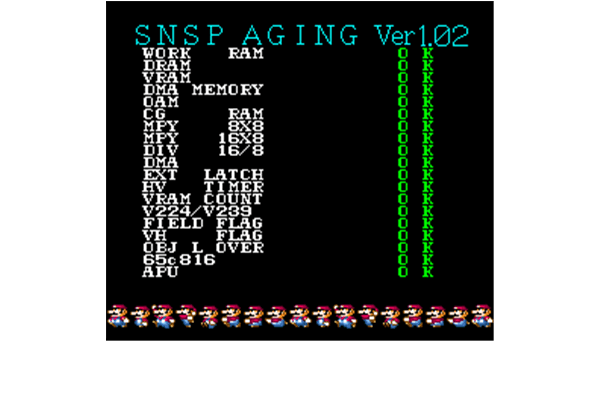 SNSP AGING Ver1.02
WORK RAM O K
DRAM O K
VRAM O K
DMA MEMORY O K
OAM O K
CG RAM O K
MPY 8X8 O K
MPY 16X8 O K
DIV 16/8 O K
DMA O K
EXT LATCH O K
HV TIMER O K
VRAM COUNT O K
V224/V239 O K
FIELD FLAG O K
VH FLAG O K
OBJ L OVER O K
65c816 O K
APU O K